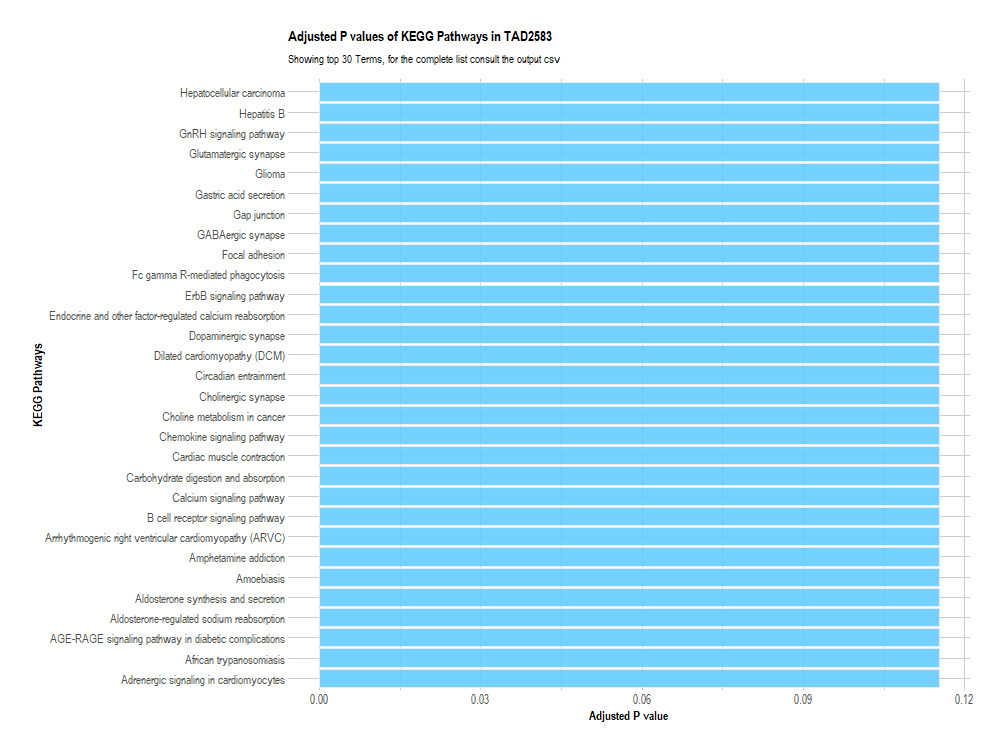 Adjusted P values of KEGG Pathways in TAD2583
Showing top 30 Terms, for the complete list consult the output csv
Hepatocellular carcinoma
Hepatitis B
GnRH signaling pathway
Glutamatergic synapse
Glioma
Gastric acid secretion
Gap junction
GABAergic synapse
Focal adhesion
Fc gamma R-mediated phagocytosis
ErbB signaling pathway
Endocrine and other factor-regulated calcium reabsorption
Dopaminergic synapse
Dilated cardiomyopathy (DCM)
Circadian entrainment
Cholinergic synapse
Choline metabolism in cancer
Chemokine signaling pathway
Cardiac muscle contraction
Carbohydrate digestion and absorption
Calcium signaling pathway
B cell receptor signaling pathway
Arrhythmogenic right ventricular cardiomyopathy (ARVC)
Amphetamine addiction
Amoebiasis
Aldosterone synthesis and secretion
Aldosterone-regulated sodium reabsorption
AGE-RAGE signaling pathway in diabetic complications
African trypanosomiasis
Adrenergic signaling in cardiomyocytes
KEGG Pathways
0.00 0.03 0.06 0.09 0.12
Adjusted P value